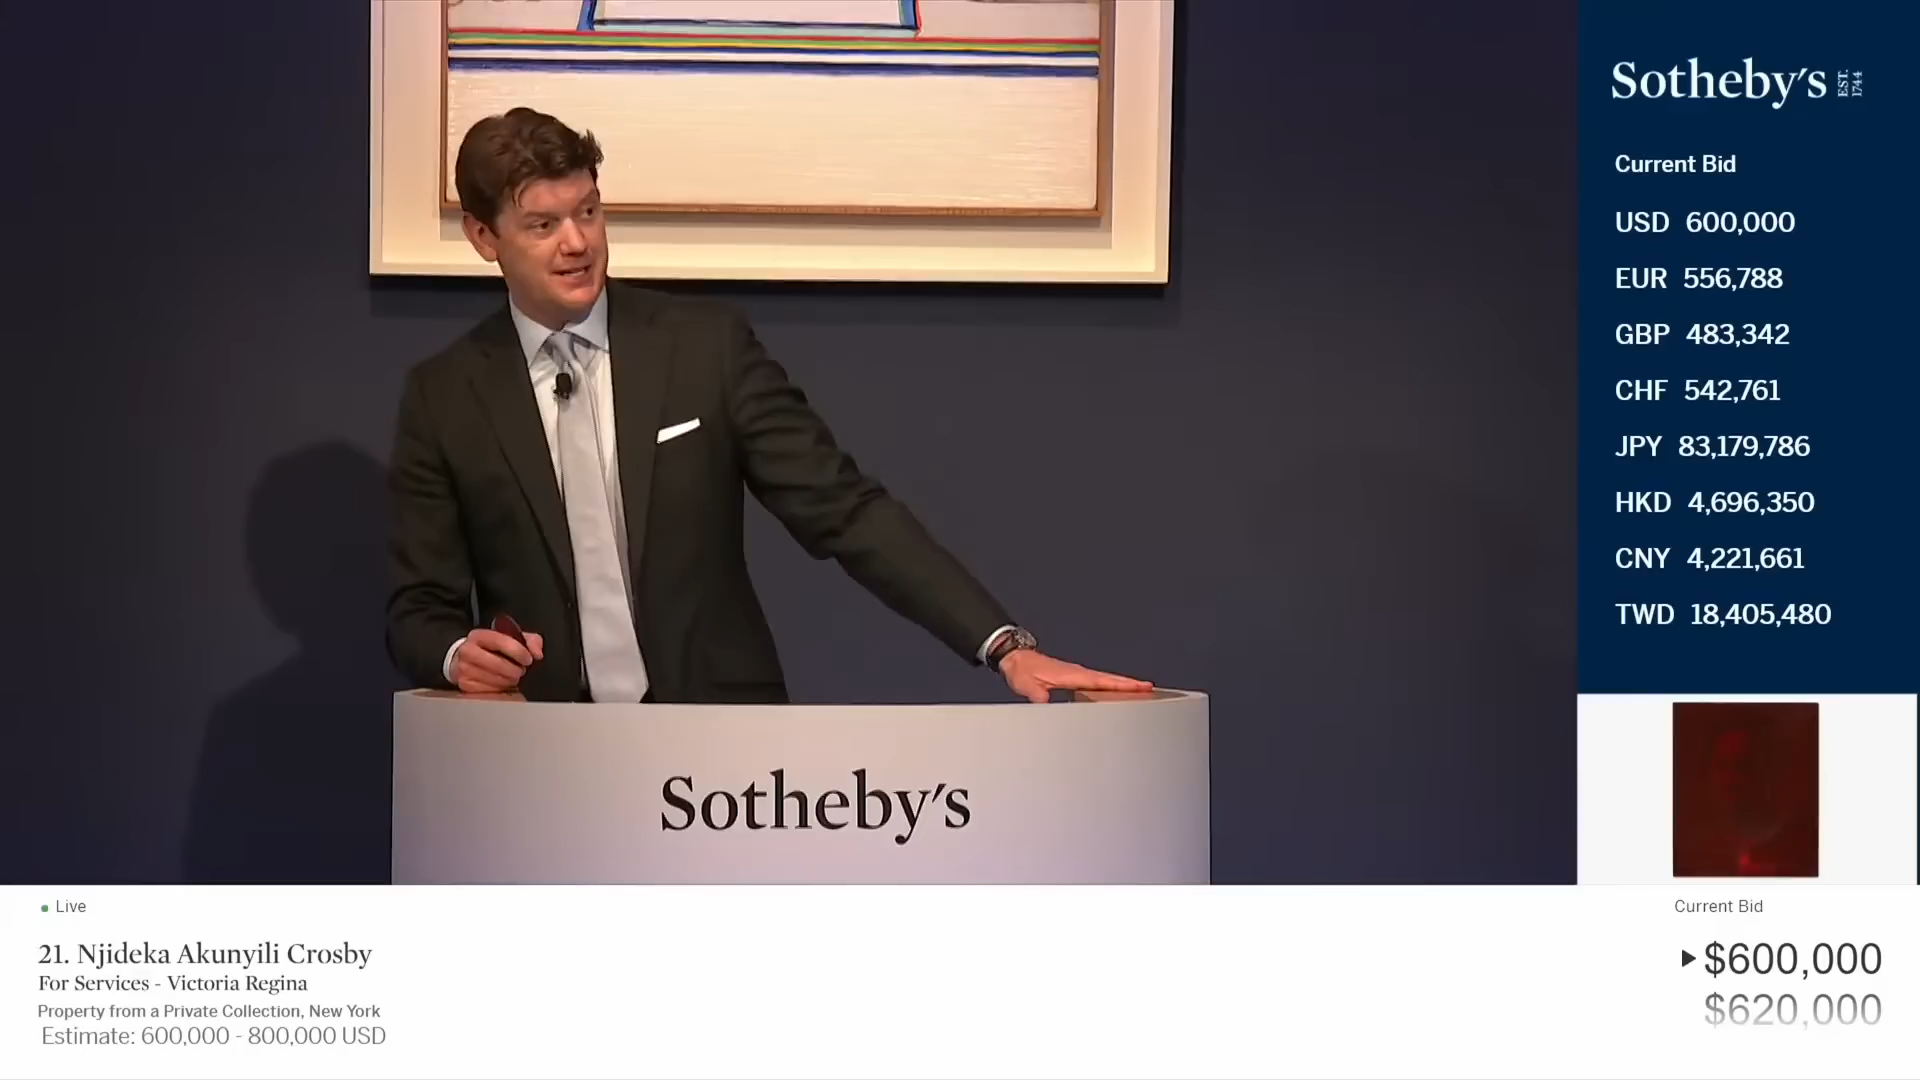 Sotheby's EST. 1744
Current Bid
USD 600,000
EUR 556,788
GBP 483,342
CHF 542,761
JPY 83,179,786
HKD 4,696,350
CNY 4,221,661
TWD 18,405,480
Sotheby's
Live
21. Njideka Akunyili Crosby
For Services - Victoria Regina
Property from a Private Collection, New York
Estimate: 600,000 - 800,000 USD
Current Bid
$600,000
$620,000